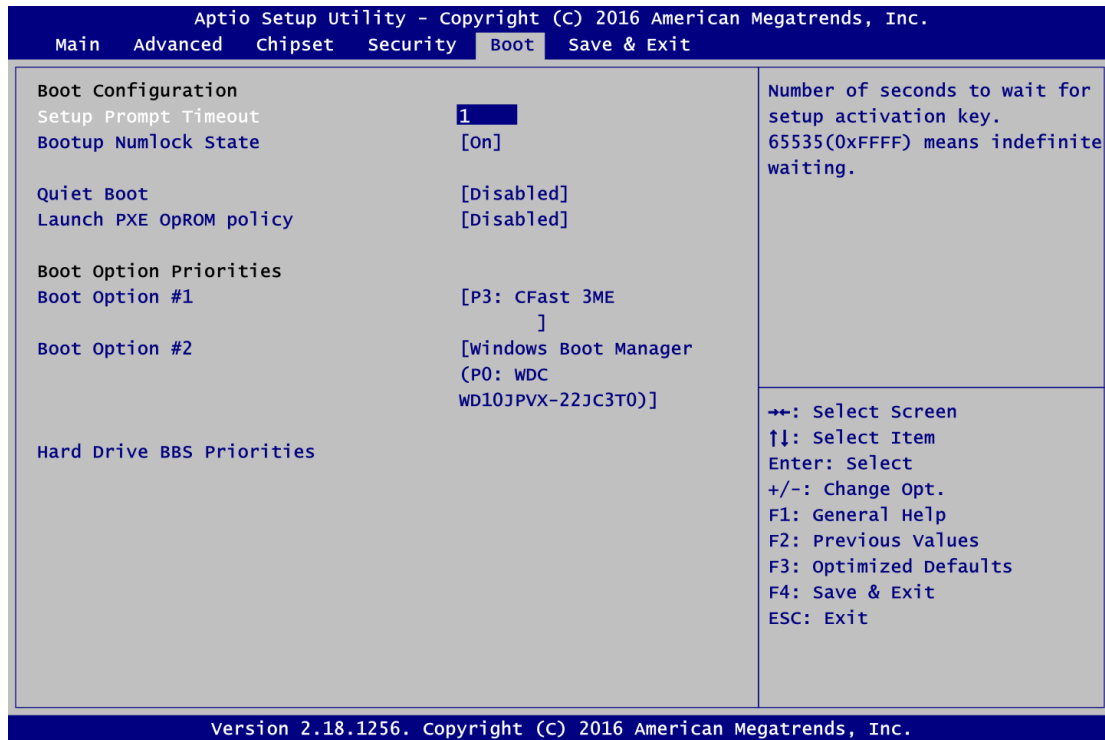 Aptio Setup Utility - Copyright (C) 2016 American Megatrends, Inc.
Main Advanced Chipset Security Boot Save & Exit
Boot Configuration
Setup Prompt Timeout 1
Bootup Numlock State [On]
Quiet Boot [Disabled]
Launch PXE OpROM policy [Disabled]
Boot Option Priorities
Boot Option #1 [P3: CFast 3ME
]
Boot Option #2 [Windows Boot Manager
(P0: WDC
WD10JPVX-22JC3T0)]
Hard Drive BBS Priorities
Number of seconds to wait for
setup activation key.
65535(0xFFFF) means indefinite
waiting.
→←: Select Screen
↑↓: Select Item
Enter: Select
+/-: Change Opt.
F1: General Help
F2: Previous Values
F3: Optimized Defaults
F4: Save & Exit
ESC: Exit
Version 2.18.1256. Copyright (C) 2016 American Megatrends, Inc.